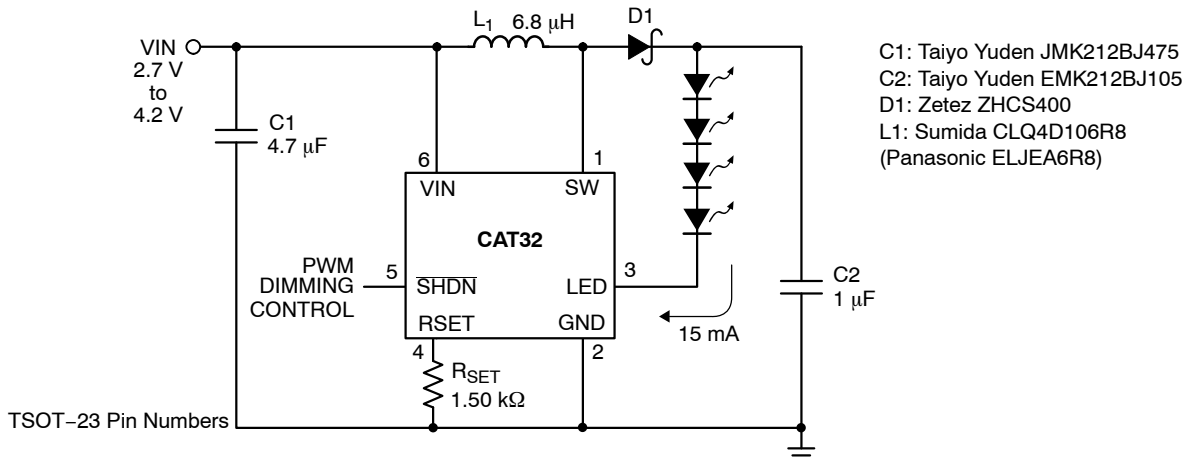 L1 6.8 μH
D1
VIN
2.7 V
to
4.2 V
C1
4.7 μF
6
1
VIN
SW
CAT32
PWM
DIMMING
CONTROL
5
SHDN
LED
3
RSET
GND
4
2
15 mA
C2
1 μF
RSET
1.50 kΩ
TSOT−23 Pin Numbers
C1: Taiyo Yuden JMK212BJ475
C2: Taiyo Yuden EMK212BJ105
D1: Zetez ZHCS400
L1: Sumida CLQ4D106R8
(Panasonic ELJEA6R8)